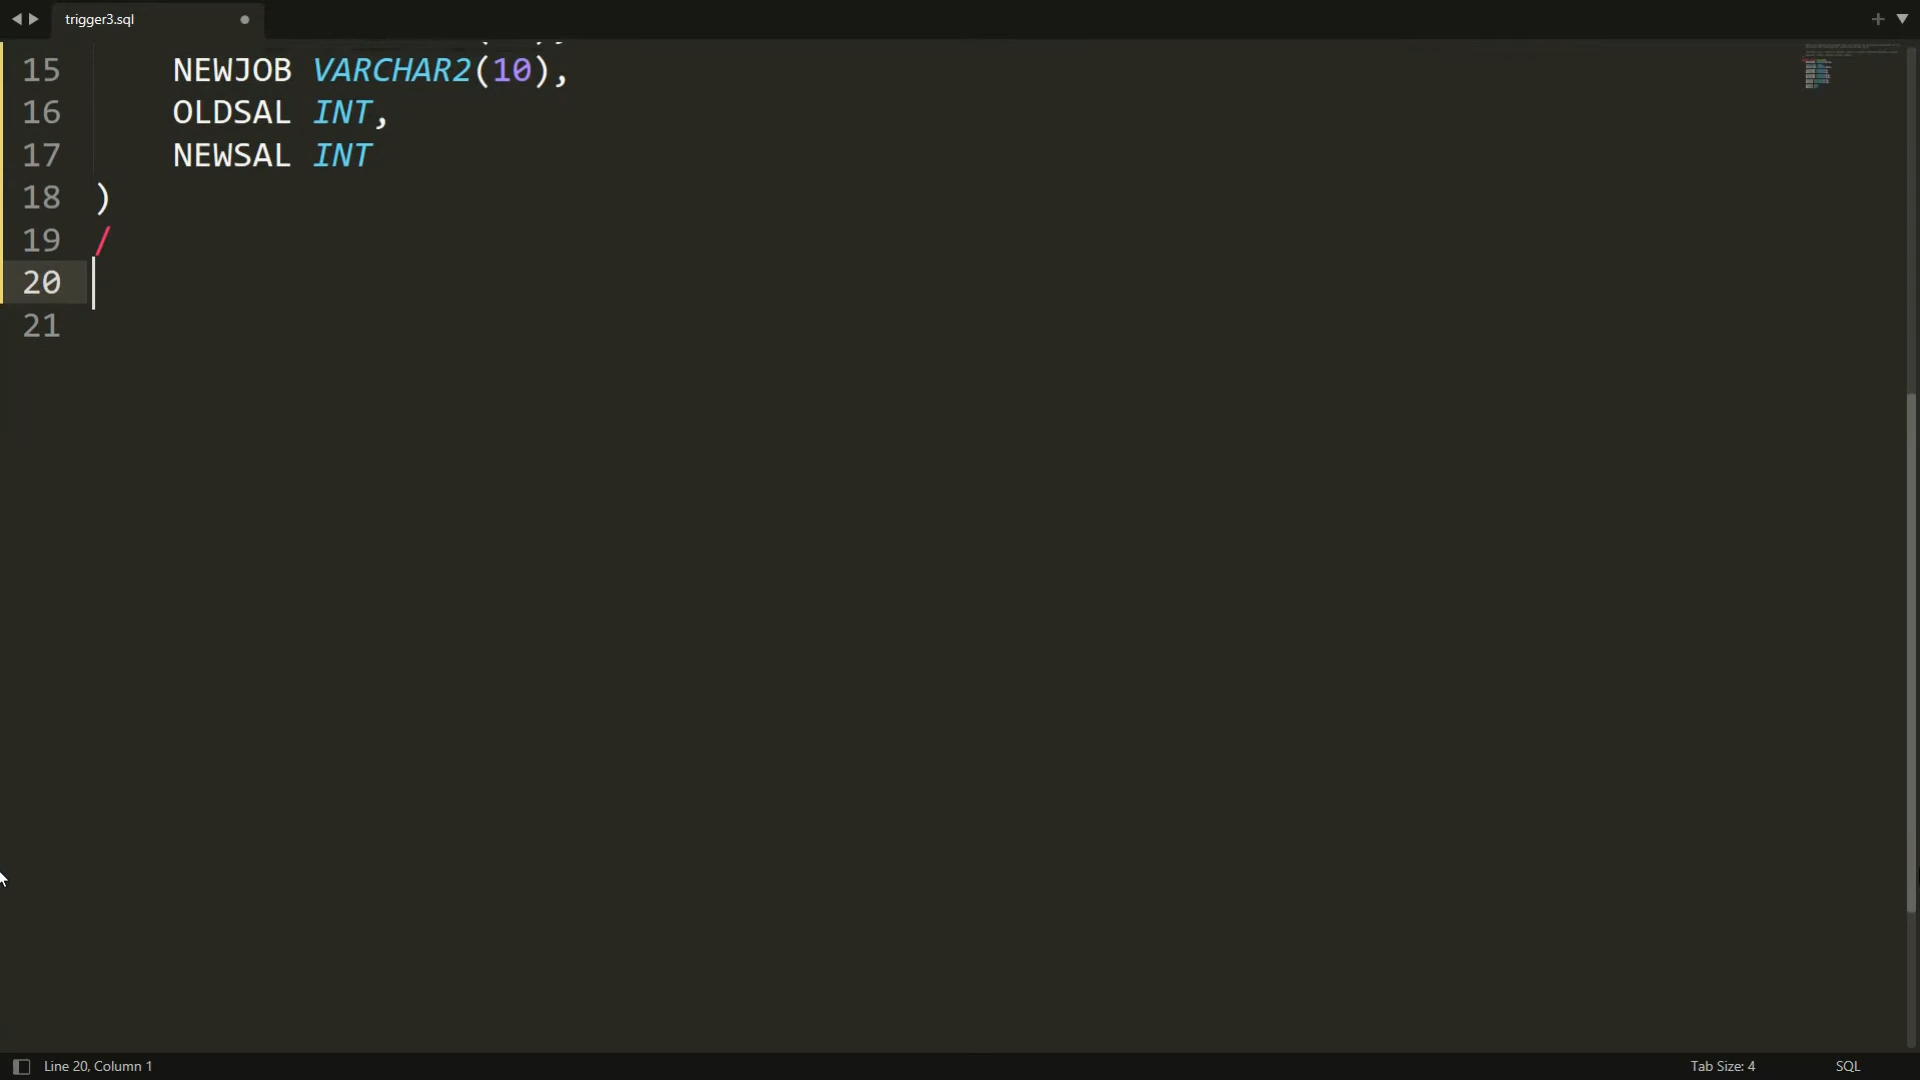 trigger3.sql
15 NEWJOB VARCHAR2(10),
16 OLDSAL INT,
17 NEWSAL INT
18 )
19 /
20
21
Line 20, Column 1
Tab Size: 4
SQL